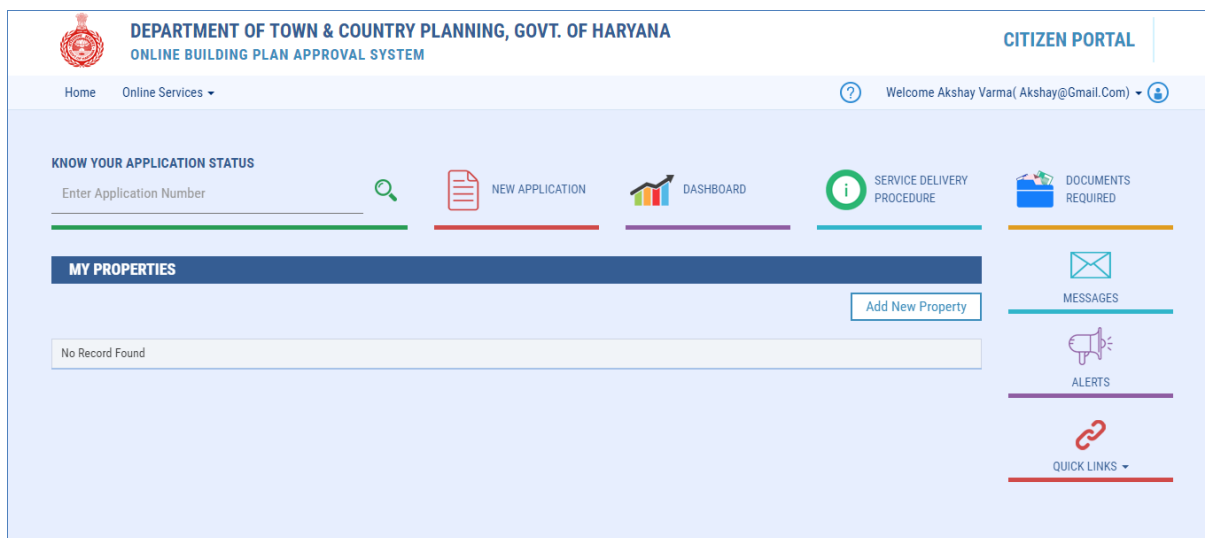 DEPARTMENT OF TOWN & COUNTRY PLANNING, GOVT. OF HARYANA
ONLINE BUILDING PLAN APPROVAL SYSTEM
CITIZEN PORTAL
Home
Online Services
?
Welcome Akshay Varma( Akshay@Gmail.Com)
KNOW YOUR APPLICATION STATUS
Enter Application Number
NEW APPLICATION
DASHBOARD
i
SERVICE DELIVERY
PROCEDURE
DOCUMENTS
REQUIRED
MY PROPERTIES
Add New Property
No Record Found
MESSAGES
ALERTS
QUICK LINKS